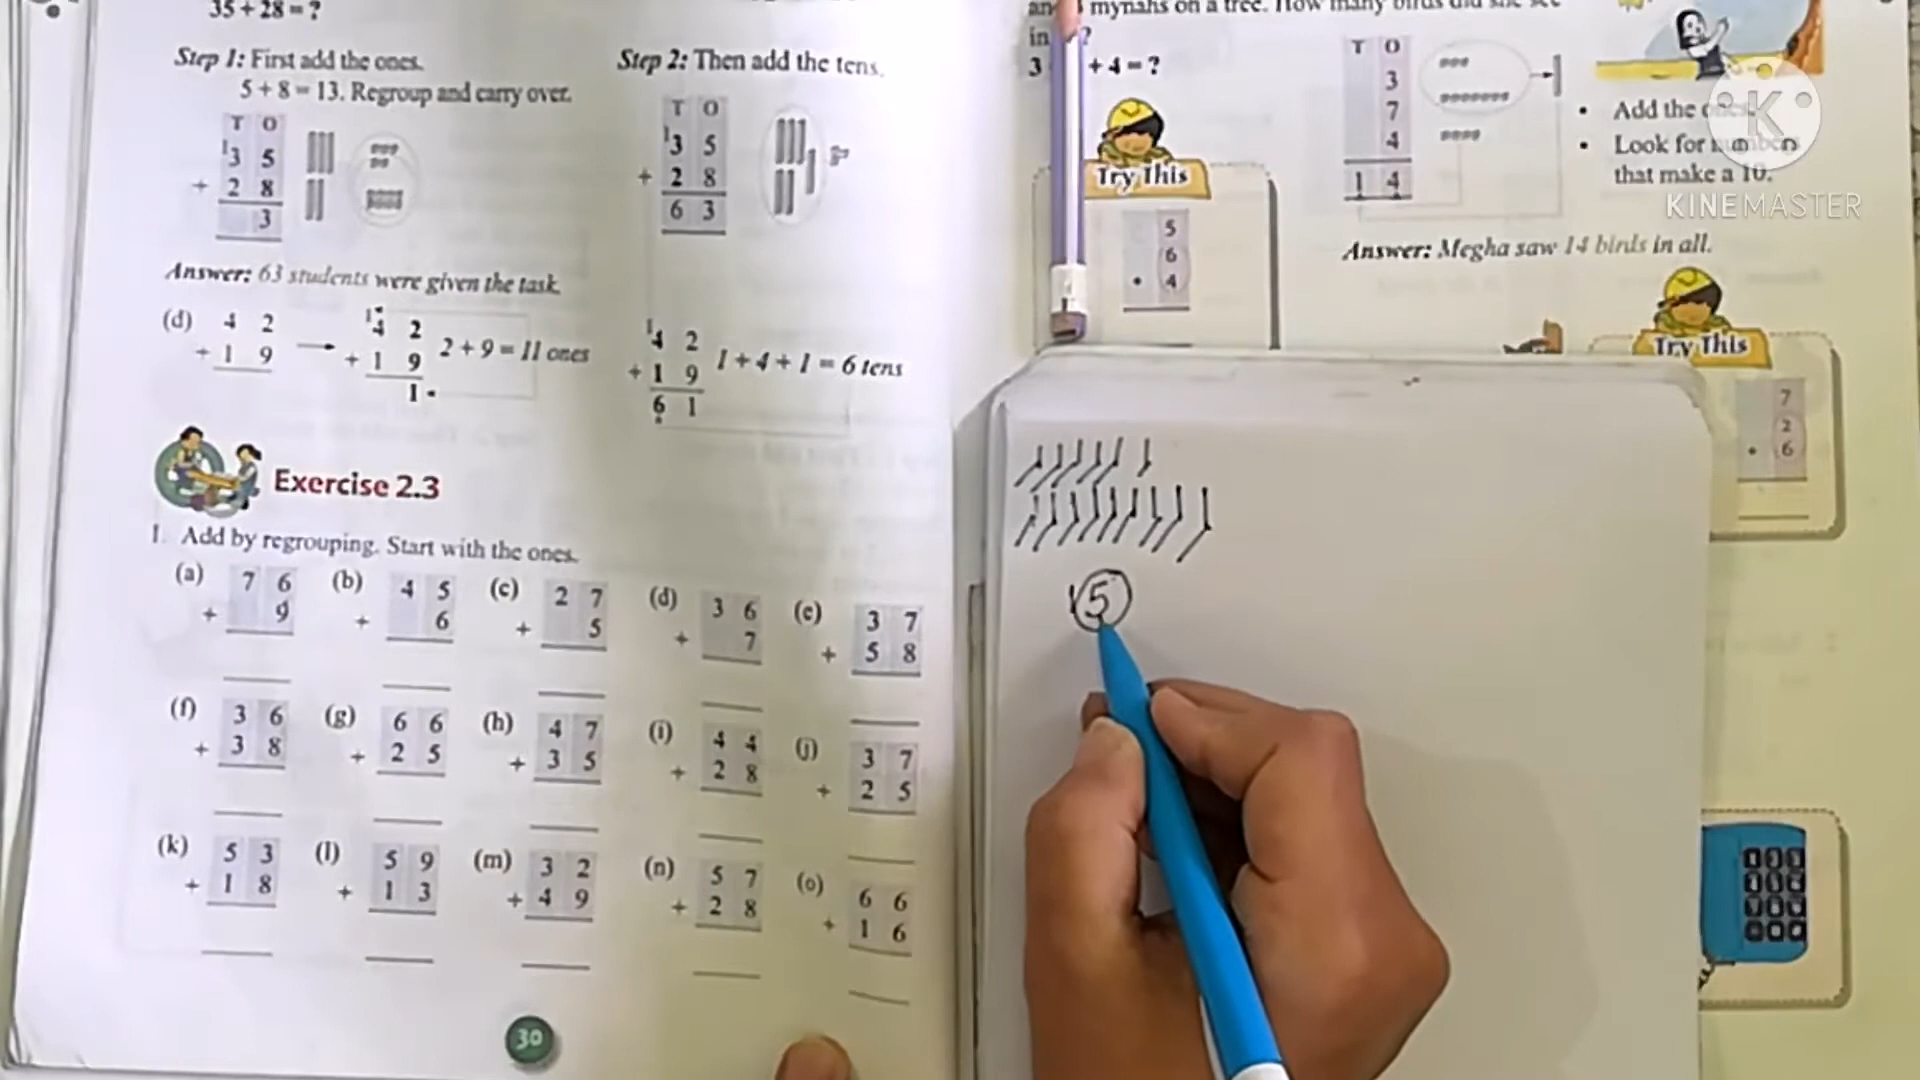 35 + 28 = ?
Step 1: First add the ones.
5 + 8 = 13. Regroup and carry over.
T O
1 3 5
+ 2 8
3
Step 2: Then add the tens.
T O
1 3 5
+ 2 8
6 3
Answer: 63 students were given the task.
(d) 4 2
+ 1 9
1 4 2
+ 1 9
1
2 + 9 = 11 ones
1 4 2
+ 1 9
6 1
1 + 4 + 1 = 6 tens
Exercise 2.3
1. Add by regrouping. Start with the ones.
(a) 7 6
+ 9
(b) 4 5
+ 6
(c) 2 7
+ 5
(d) 3 6
+ 7
(e) 3 7
+ 5 8
(f) 3 6
+ 3 8
(g) 6 6
+ 2 5
(h) 4 7
+ 3 5
(i) 4 4
+ 2 8
(j) 3 7
+ 2 5
(k) 5 3
+ 1 8
(l) 5 9
+ 1 3
(m) 3 2
+ 4 9
(n) 5 7
+ 2 8
(o) 6 6
+ 1 6
30
mynahs on a tree. How many birds did she see
in ?
3 + 4 = ?
T O
3
7
4
1 4
Add the
Look for numbers
that make a 10.
K
KINEMASTER
Try This
5
6
4
Answer: Megha saw 14 birds in all.
Try This
7
2
6
15